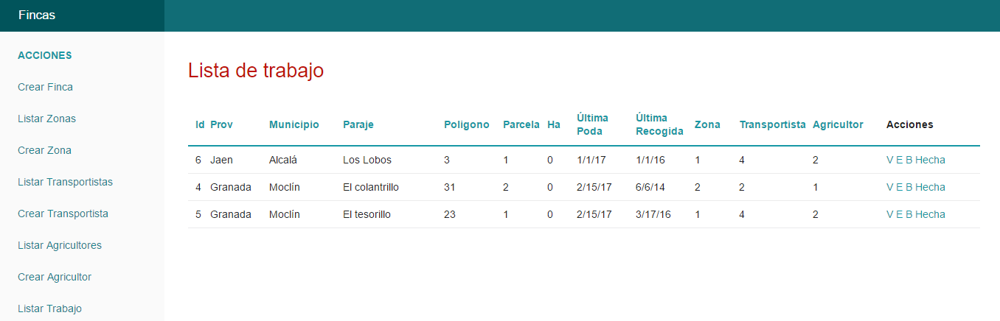 Fincas
ACCIONES
Crear Finca
Listar Zonas
Crear Zona
Listar Transportistas
Crear Transportista
Listar Agricultores
Crear Agricultor
Listar Trabajo
Lista de trabajo
Id Prov Municipio Paraje Poligono Parcela Ha Última Poda Última Recogida Zona Transportista Agricultor Acciones
6 Jaen Alcalá Los Lobos 3 1 0 1/1/17 1/1/16 1 4 2 V E B Hecha
4 Granada Moclín El colantrillo 31 2 0 2/15/17 6/6/14 2 2 1 V E B Hecha
5 Granada Moclín El tesorillo 23 1 0 2/15/17 3/17/16 1 4 2 V E B Hecha